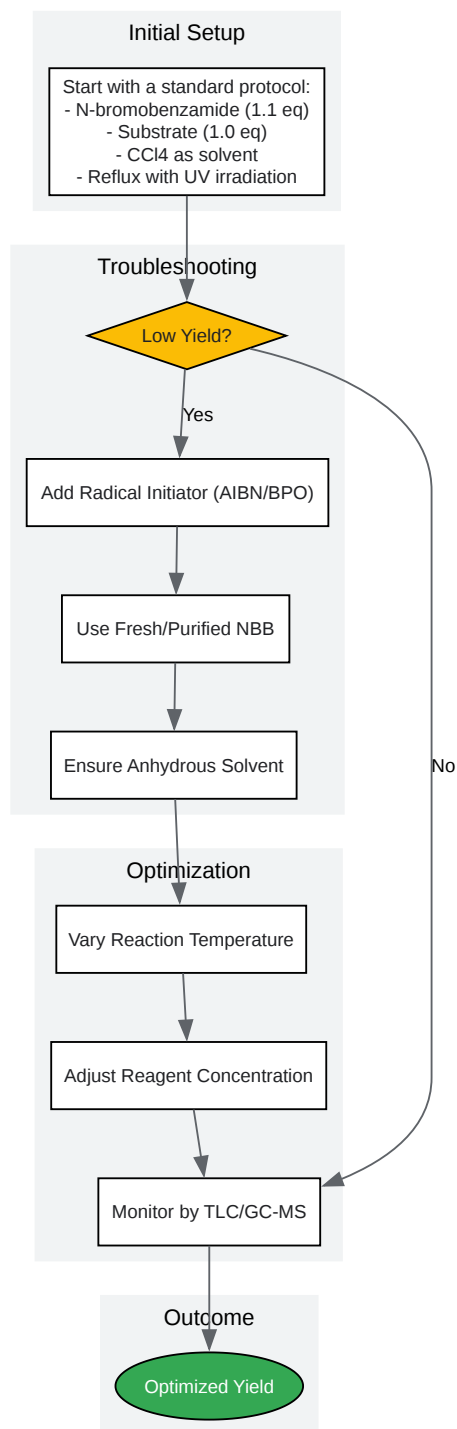 Initial Setup
Start with a standard protocol:
- N-bromobenzamide (1.1 eq)
- Substrate (1.0 eq)
- CCl4 as solvent
- Reflux with UV irradiation
Troubleshooting
Low Yield?
Yes
Add Radical Initiator (AIBN/BPO)
Use Fresh/Purified NBB
Ensure Anhydrous Solvent
No
Optimization
Vary Reaction Temperature
Adjust Reagent Concentration
Monitor by TLC/GC-MS
Outcome
Optimized Yield